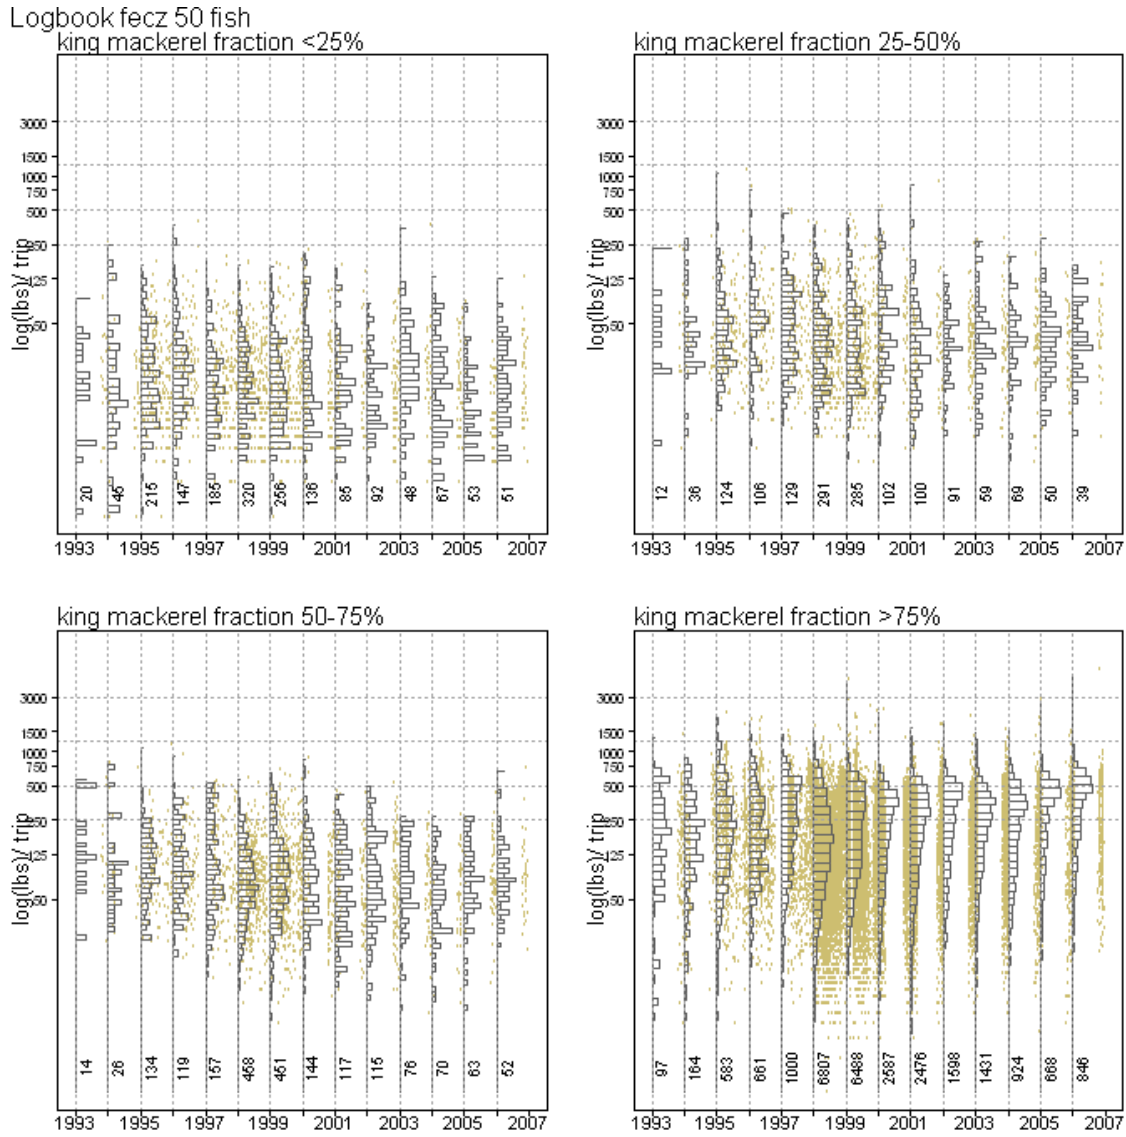 Logbook fecz 50 fish
king mackerel fraction <25%
king mackerel fraction 25-50%
log(lbs)/ trip
3000
1500
1000
750
500
250
125
50
20 45 215 147 185 320 256 136 85 92 48 67 53 51
1993 1995 1997 1999 2001 2003 2005 2007
log(lbs)/ trip
3000
1500
1000
750
500
250
125
50
12 36 124 106 129 291 285 102 100 91 59 69 50 39
1993 1995 1997 1999 2001 2003 2005 2007
king mackerel fraction 50-75%
king mackerel fraction >75%
log(lbs)/ trip
3000
1500
1000
750
500
250
125
50
14 26 134 119 157 458 451 144 117 115 76 70 63 52
1993 1995 1997 1999 2001 2003 2005 2007
log(lbs)/ trip
3000
1500
1000
750
500
250
125
50
97 164 583 661 1000 6807 6488 2587 2476 1598 1431 924 668 846
1993 1995 1997 1999 2001 2003 2005 2007